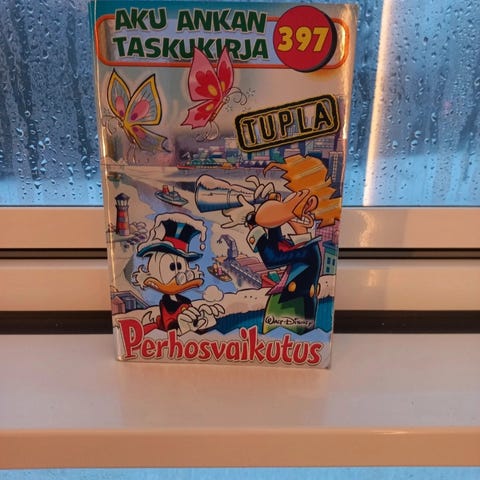 AKU ANKAN
TASKUKIRJA
397
TUPLA
WALT DISNEY
Perhosvaikutus